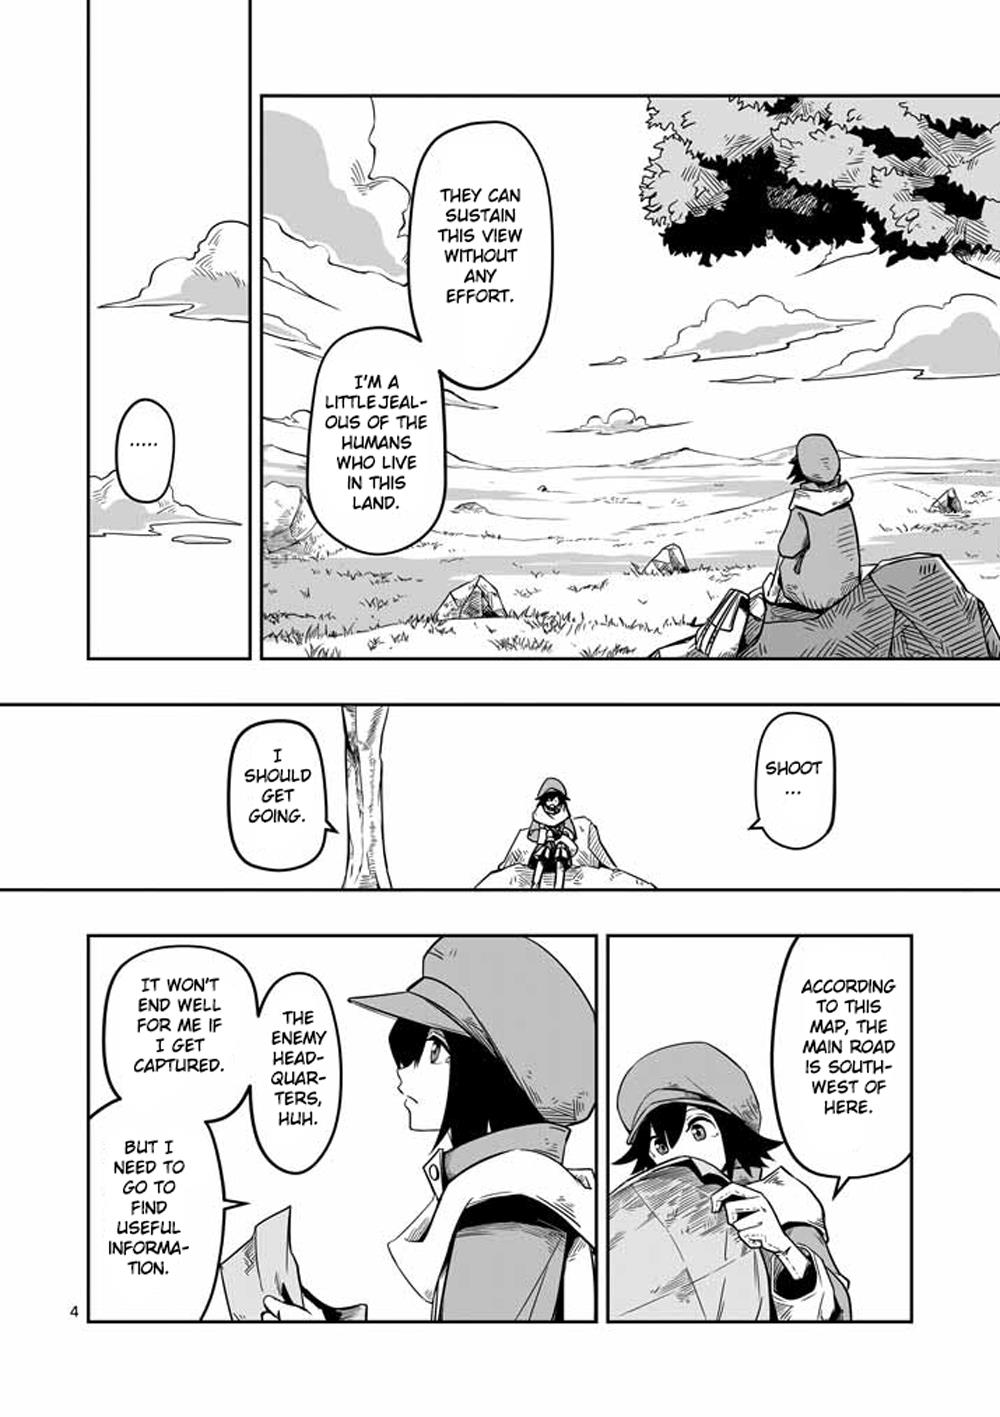 THEY CAN
SUSTAIN
THIS VIEW
WITHOUT
ANY
EFFORT.
I'M A
LITTLE JEAL-
OUS OF THE
HUMANS
WHO LIVE
IN THIS
LAND.
.....
SHOOT
...
I
SHOULD
GET
GOING.
ACCORDING
TO THIS
MAP, THE
MAIN ROAD
IS SOUTH-
WEST OF
HERE.
THE
ENEMY
HEAD-
QUAR-
TERS,
HUH.
IT WON'T
END WELL
FOR ME IF
I GET
CAPTURED.
BUT I
NEED TO
GO TO
FIND
USEFUL
INFORMA-
TION.
4